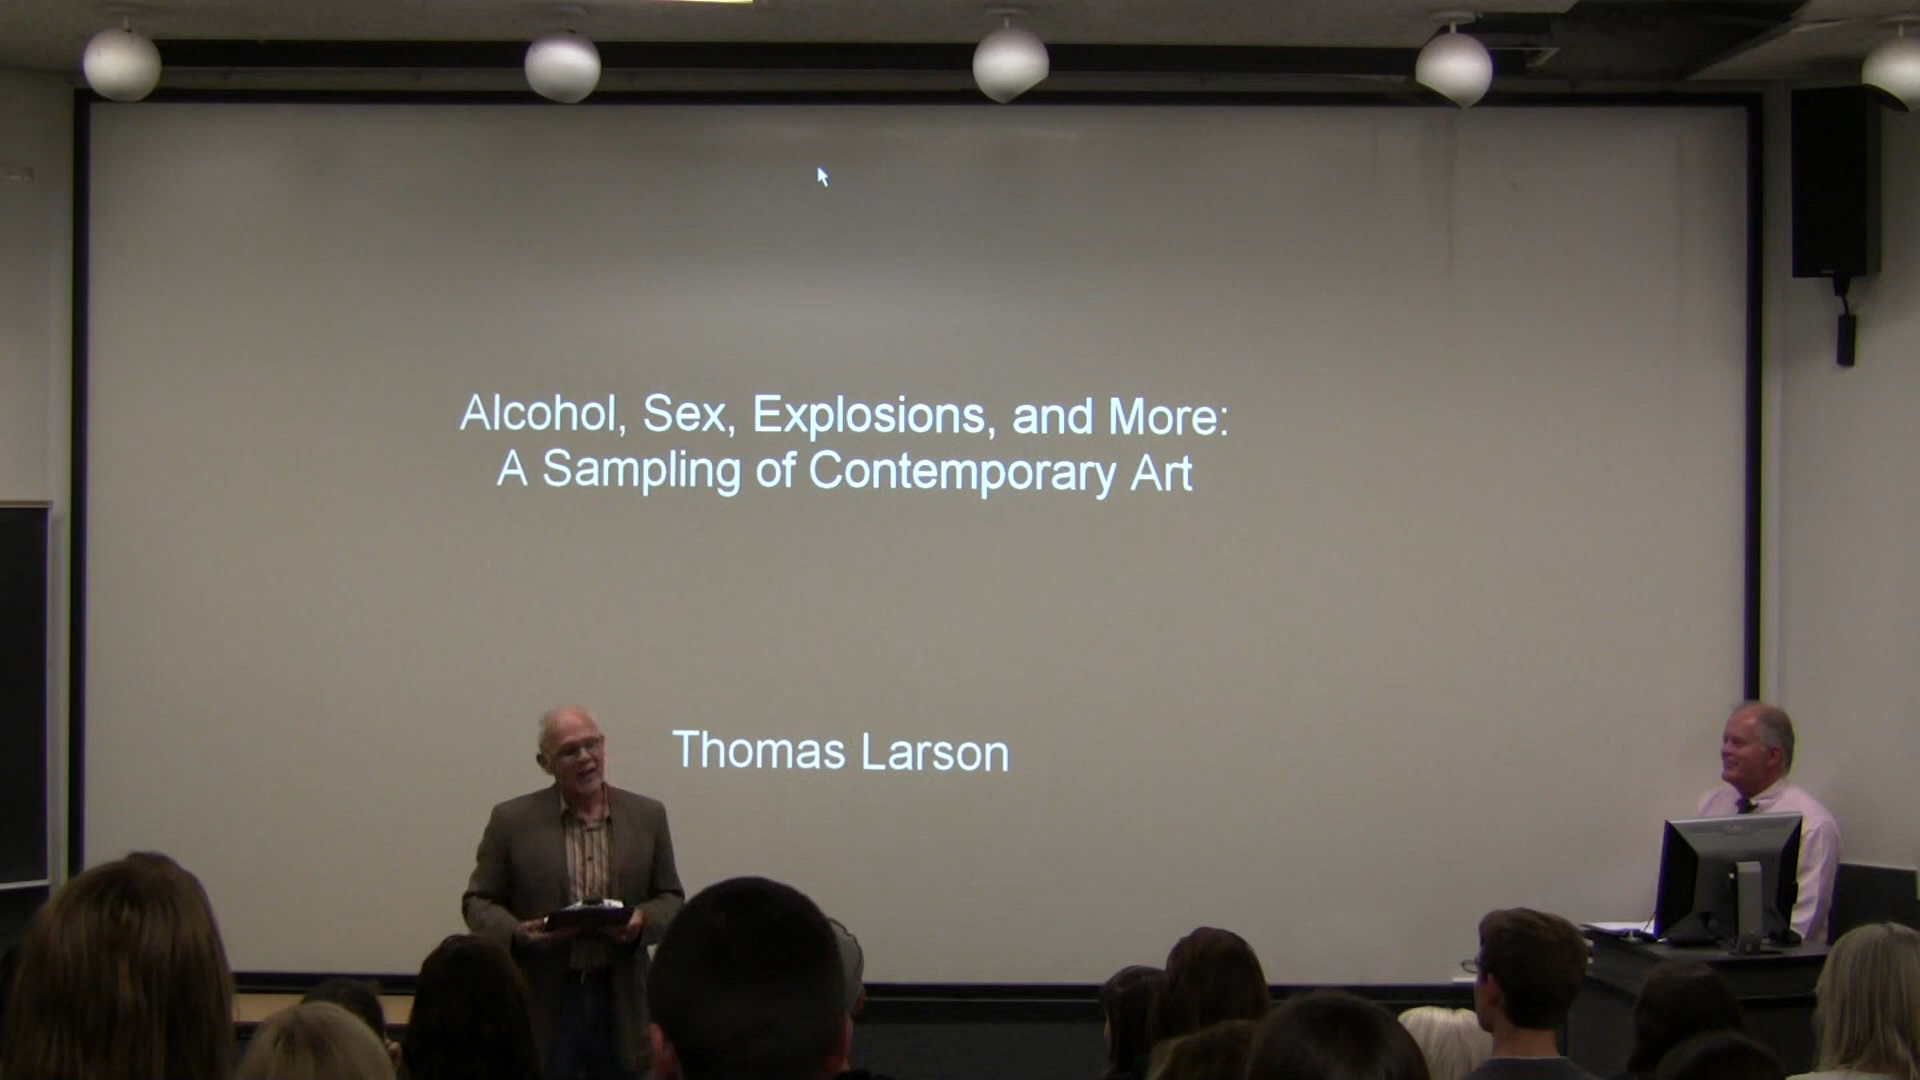 Alcohol, Sex, Explosions, and More:
A Sampling of Contemporary Art
Thomas Larson